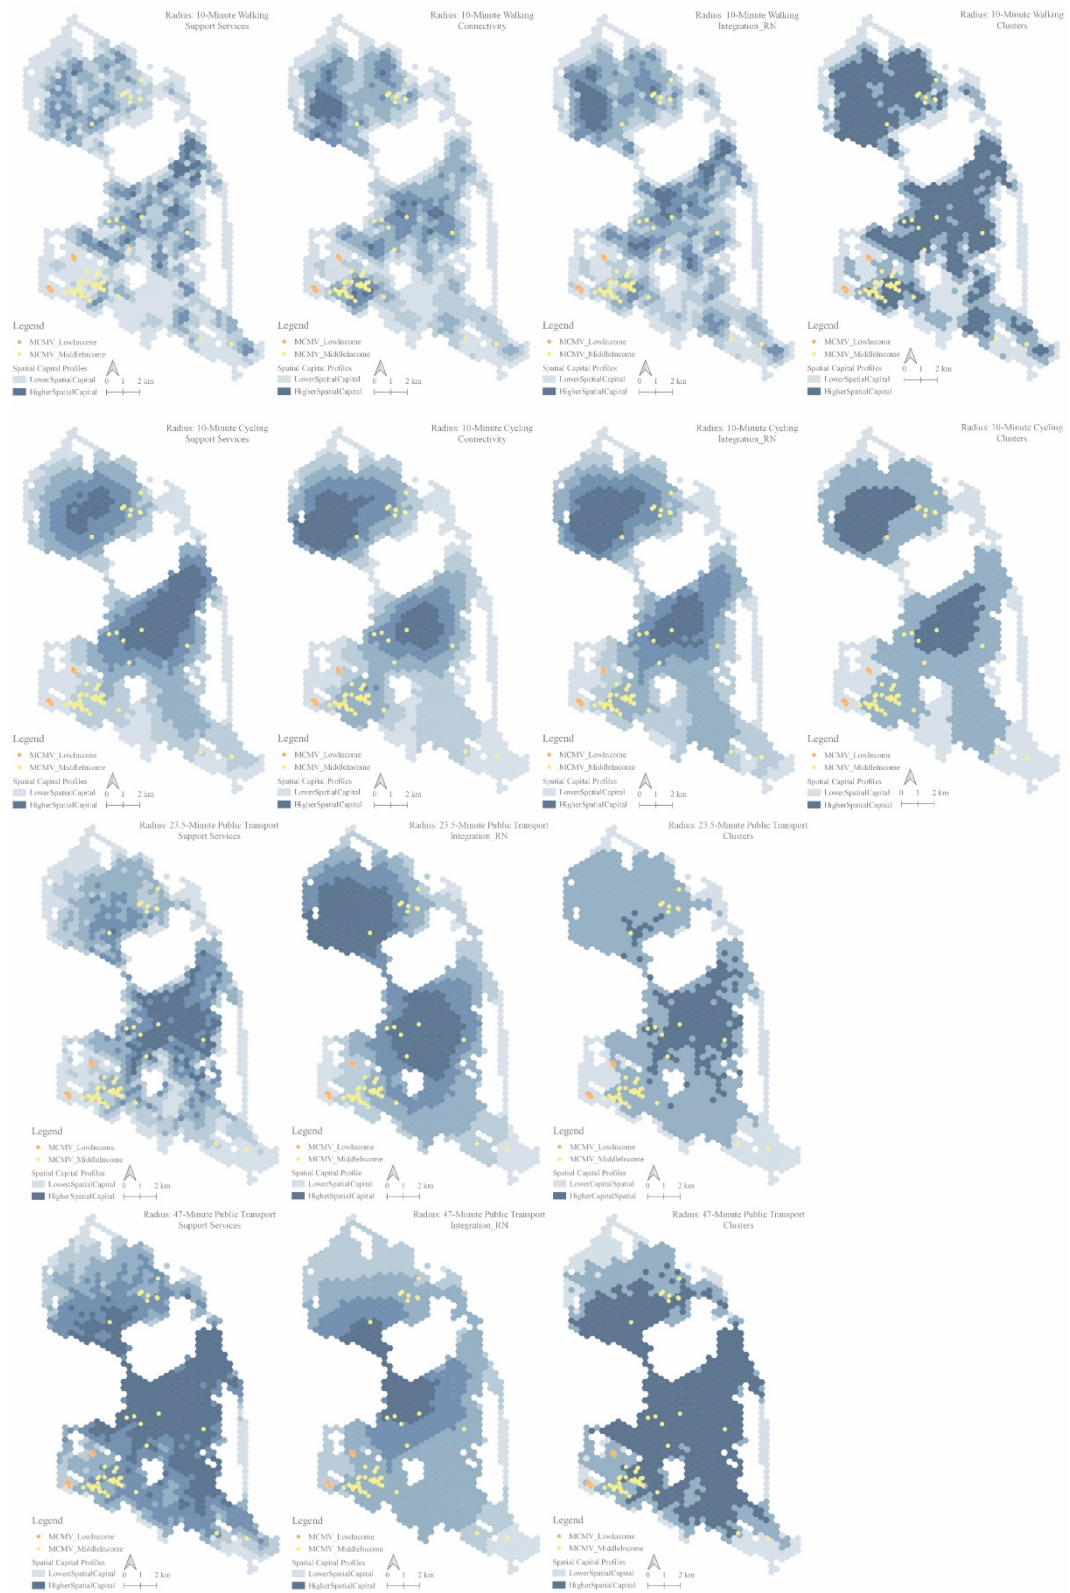 Radius: 10-Minute Walking
Support Services
Legend
MCMV_LowIncome
MCMV_MiddleIncome
Spatial Capital Profiles
LowerSpatialCapital
HigherSpatialCapital
0 1 2 km
Radius: 10-Minute Walking
Connectivity
Legend
MCMV_LowIncome
MCMV_MiddleIncome
Spatial Capital Profiles
LowerSpatialCapital
HigherSpatialCapital
0 1 2 km
Radius: 10-Minute Walking
Integration_RN
Legend
MCMV_LowIncome
MCMV_MiddleIncome
Spatial Capital Profiles
LowerSpatialCapital
HigherSpatialCapital
0 1 2 km
Radius: 10-Minute Walking
Clusters
Legend
MCMV_LowIncome
MCMV_MiddleIncome
Spatial Capital Profiles
LowerSpatialCapital
HigherSpatialCapital
0 1 2 km
Radius: 10-Minute Cycling
Support Services
Legend
MCMV_LowIncome
MCMV_MiddleIncome
Spatial Capital Profiles
LowerSpatialCapital
HigherSpatialCapital
0 1 2 km
Radius: 10-Minute Cycling
Connectivity
Legend
MCMV_LowIncome
MCMV_MiddleIncome
Spatial Capital Profiles
LowerSpatialCapital
HigherSpatialCapital
0 1 2 km
Radius: 10-Minute Cycling
Integration_RN
Legend
MCMV_LowIncome
MCMV_MiddleIncome
Spatial Capital Profiles
LowerSpatialCapital
HigherSpatialCapital
0 1 2 km
Radius: 10-Minute Cycling
Clusters
Legend
MCMV_LowIncome
MCMV_MiddleIncome
Spatial Capital Profiles
LowerSpatialCapital
HigherSpatialCapital
0 1 2 km
Radius: 23.5-Minute Public Transport
Support Services
Legend
MCMV_LowIncome
MCMV_MiddleIncome
Spatial Capital Profiles
LowestSpatialCapital
HigherSpatialCapital
0 1 2 km
Radius: 23.5-Minute Public Transport
Integration_RN
Legend
MCMV_LowIncome
MCMV_MiddleIncome
Spatial Capital Profile
LowerSpatialCapital
HigherSpatialCapital
0 1 2 km
Radius: 23.5-Minute Public Transport
Clusters
Legend
MCMV_LowIncome
MCMV_MiddleIncome
Spatial Capital Profiles
LowerCapitalSpatial
HigherCapitalSpatial
0 1 2 km
Radius: 47-Minute Public Transport
Support Services
Legend
MCMV_LowIncome
MCMV_MiddleIncome
Spatial Capital Profiles
LowestSpatialCapital
HigherSpatialCapital
0 1 2 km
Radius: 47-Minute Public Transport
Integration_RN
Legend
MCMV_LowIncome
MCMV_MiddleIncome
Spatial Capital Profiles
LowerSpatialCapital
HigherSpatialCapital
0 1 2 km
Radius: 47-Minute Public Transport
Clusters
Legend
MCMV_LowIncome
MCMV_MiddleIncome
Spatial Capital Profiles
LowerSpatialCapital
HigherSpatialCapital
0 1 2 km